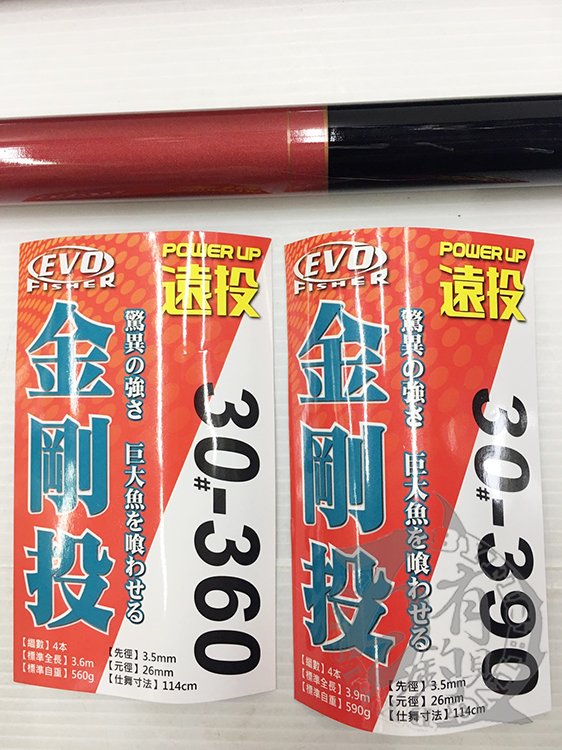 EVO
FISHER
POWER UP
遠投
金剛投
驚異の強さ 巨大魚を喰わせる
30#-360
【繼數】4本
【標準全長】3.6m
【標準自重】560g
【先徑】3.5mm
【元徑】26mm
【仕舞寸法】114cm
EVO
FISHER
POWER UP
遠投
金剛投
驚異の強さ 巨大魚を喰わせる
30#-390
【繼數】4本
【標準全長】3.9m
【標準自重】590g
【先徑】3.5mm
【元徑】26mm
【仕舞寸法】114cm